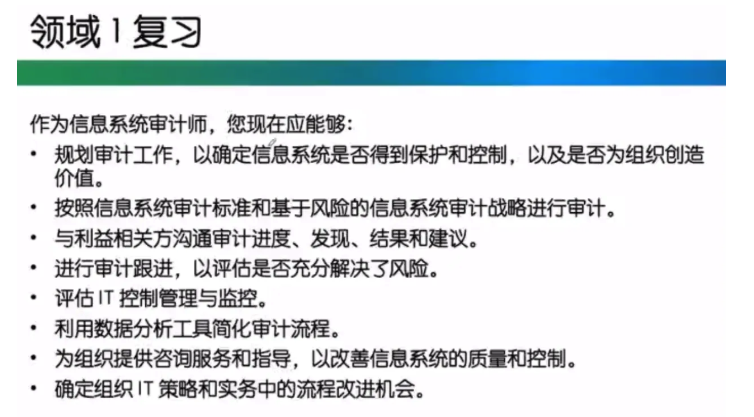 领域 1 复习
作为信息系统审计师，您现在应能够：
• 规划审计工作，以确定信息系统是否得到保护和控制，以及是否为组织创造
价值。
• 按照信息系统审计标准和基于风险的信息系统审计战略进行审计。
• 与利益相关方沟通审计进度、发现、结果和建议。
• 进行审计跟进，以评估是否充分解决了风险。
• 评估 IT 控制管理与监控。
• 利用数据分析工具简化审计流程。
• 为组织提供咨询服务和指导，以改善信息系统的质量和控制。
• 确定组织 IT 策略和实务中的流程改进机会。